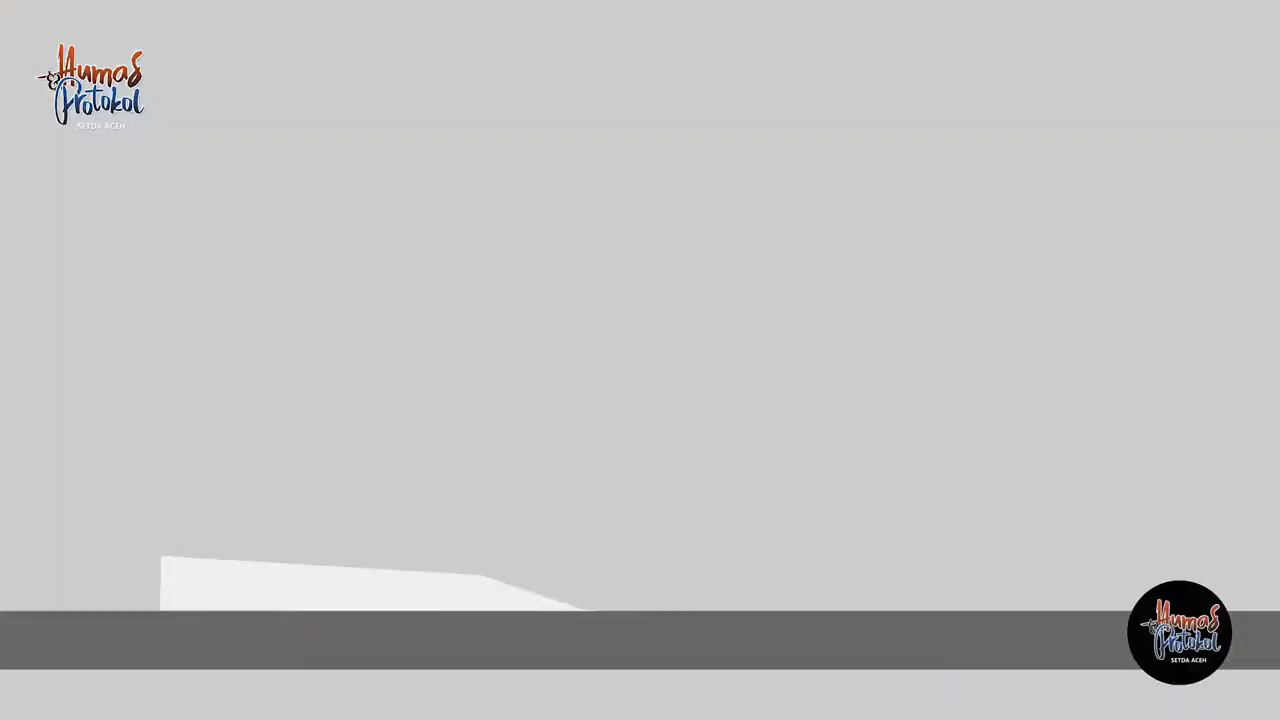 Humas
Protokol
SETDA ACEH
Humas
Protokol
SETDA ACEH